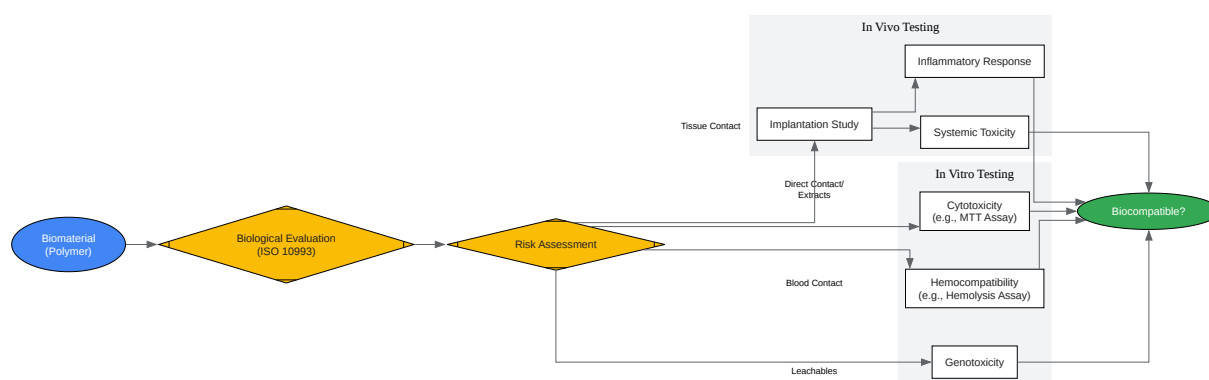 In Vivo Testing
Inflammatory Response
Tissue Contact
Implantation Study
Systemic Toxicity
In Vitro Testing
Direct Contact/
Extracts
Cytotoxicity
(e.g., MTT Assay)
Biocompatible?
Biomaterial
(Polymer)
Biological Evaluation
(ISO 10993)
Risk Assessment
Blood Contact
Hemocompatibility
(e.g., Hemolysis Assay)
Genotoxicity
Leachables